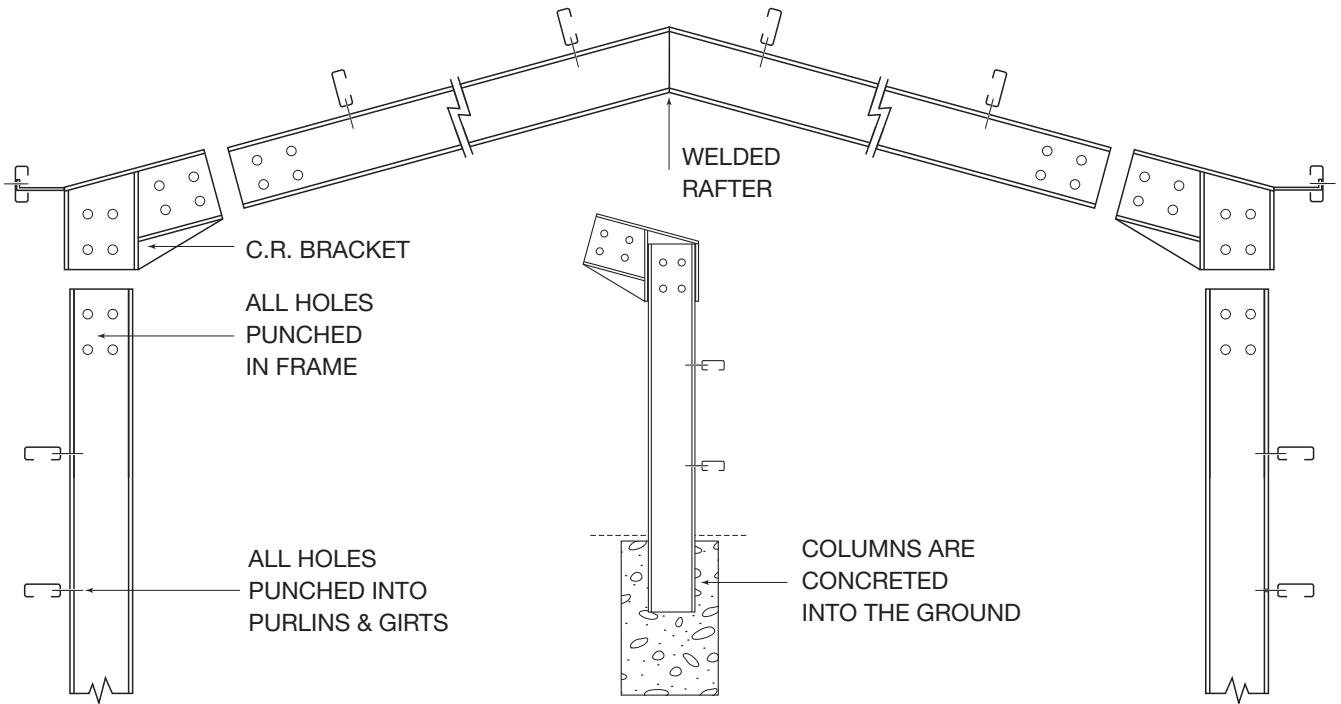 WELDED
RAFTER
C.R. BRACKET
ALL HOLES
PUNCHED
IN FRAME
ALL HOLES
PUNCHED INTO
PURLINS & GIRTS
COLUMNS ARE
CONCRETED
INTO THE GROUND